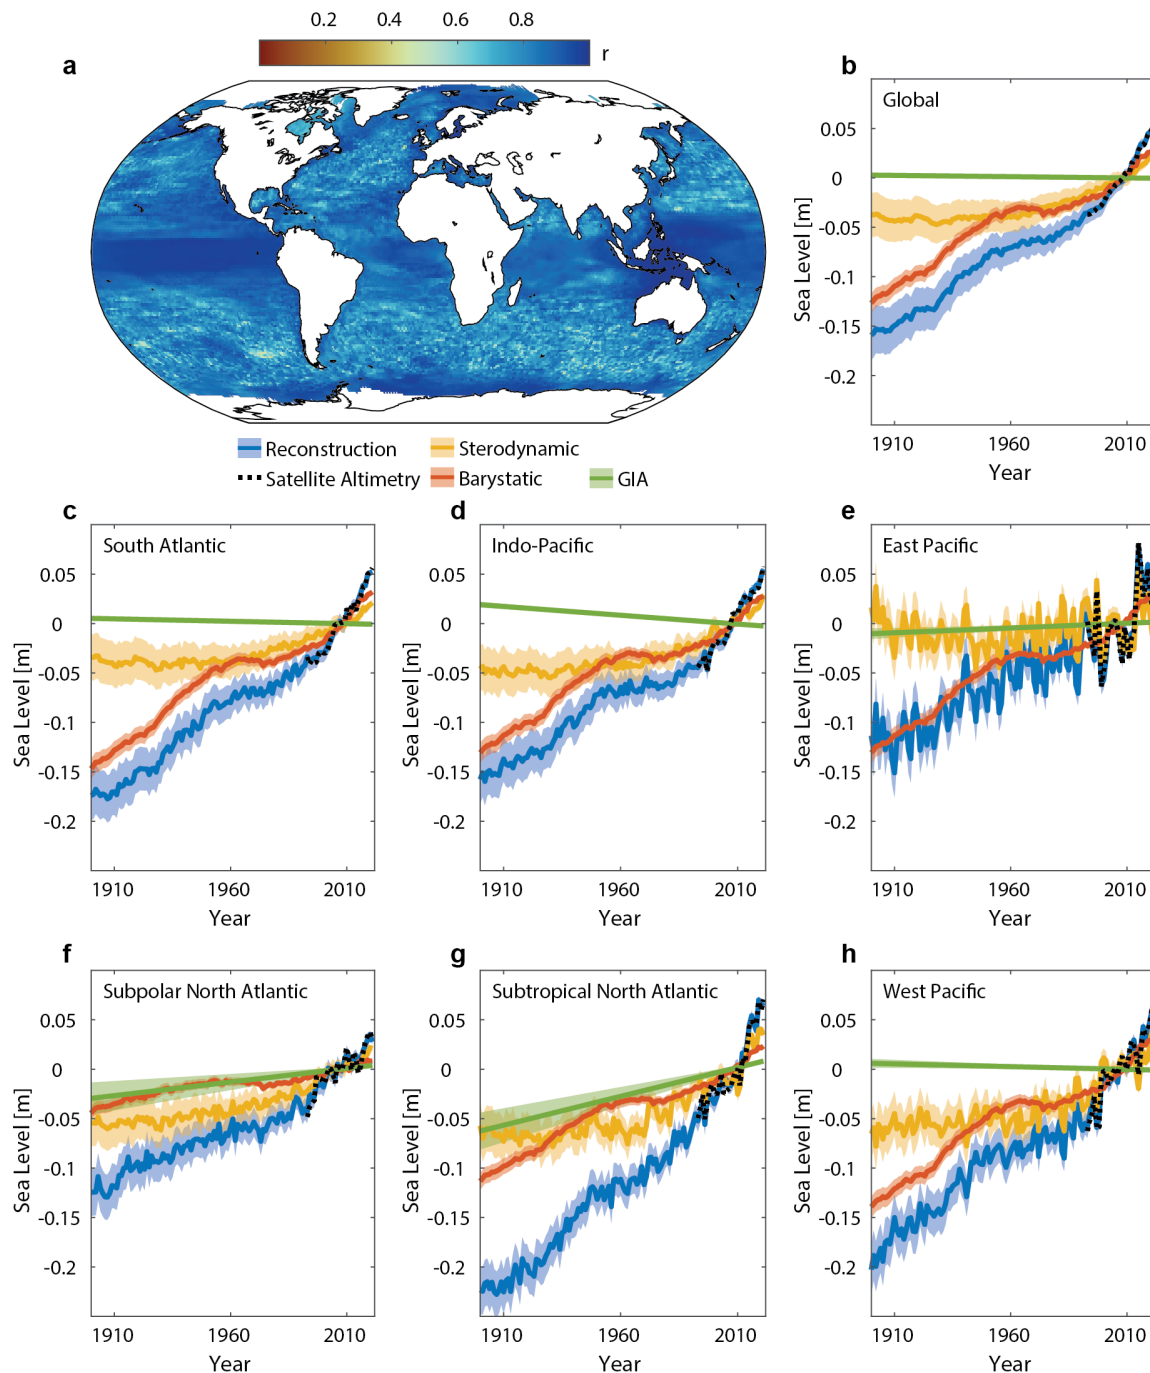 0.2 0.4 0.6 0.8
r
a
b
Global
0.05
0
-0.05
-0.1
-0.15
-0.2
Sea Level [m]
1910 1960 2010
Year
Reconstruction
Sterodynamic
Satellite Altimetry
Barystatic
GIA
c
South Atlantic
0.05
0
-0.05
-0.1
-0.15
-0.2
Sea Level [m]
1910 1960 2010
Year
d
Indo-Pacific
0.05
0
-0.05
-0.1
-0.15
-0.2
Sea Level [m]
1910 1960 2010
Year
e
East Pacific
0.05
0
-0.05
-0.1
-0.15
-0.2
Sea Level [m]
1910 1960 2010
Year
f
Subpolar North Atlantic
0.05
0
-0.05
-0.1
-0.15
-0.2
Sea Level [m]
1910 1960 2010
Year
g
Subtropical North Atlantic
0.05
0
-0.05
-0.1
-0.15
-0.2
Sea Level [m]
1910 1960 2010
Year
h
West Pacific
0.05
0
-0.05
-0.1
-0.15
-0.2
Sea Level [m]
1910 1960 2010
Year